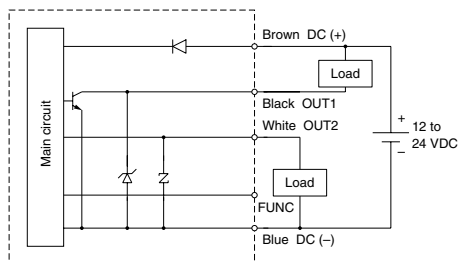 Brown DC (+)
Load
Main circuit
Black OUT1
White OUT2
+
12 to
24 VDC
–
Load
FUNC
Blue DC (–)